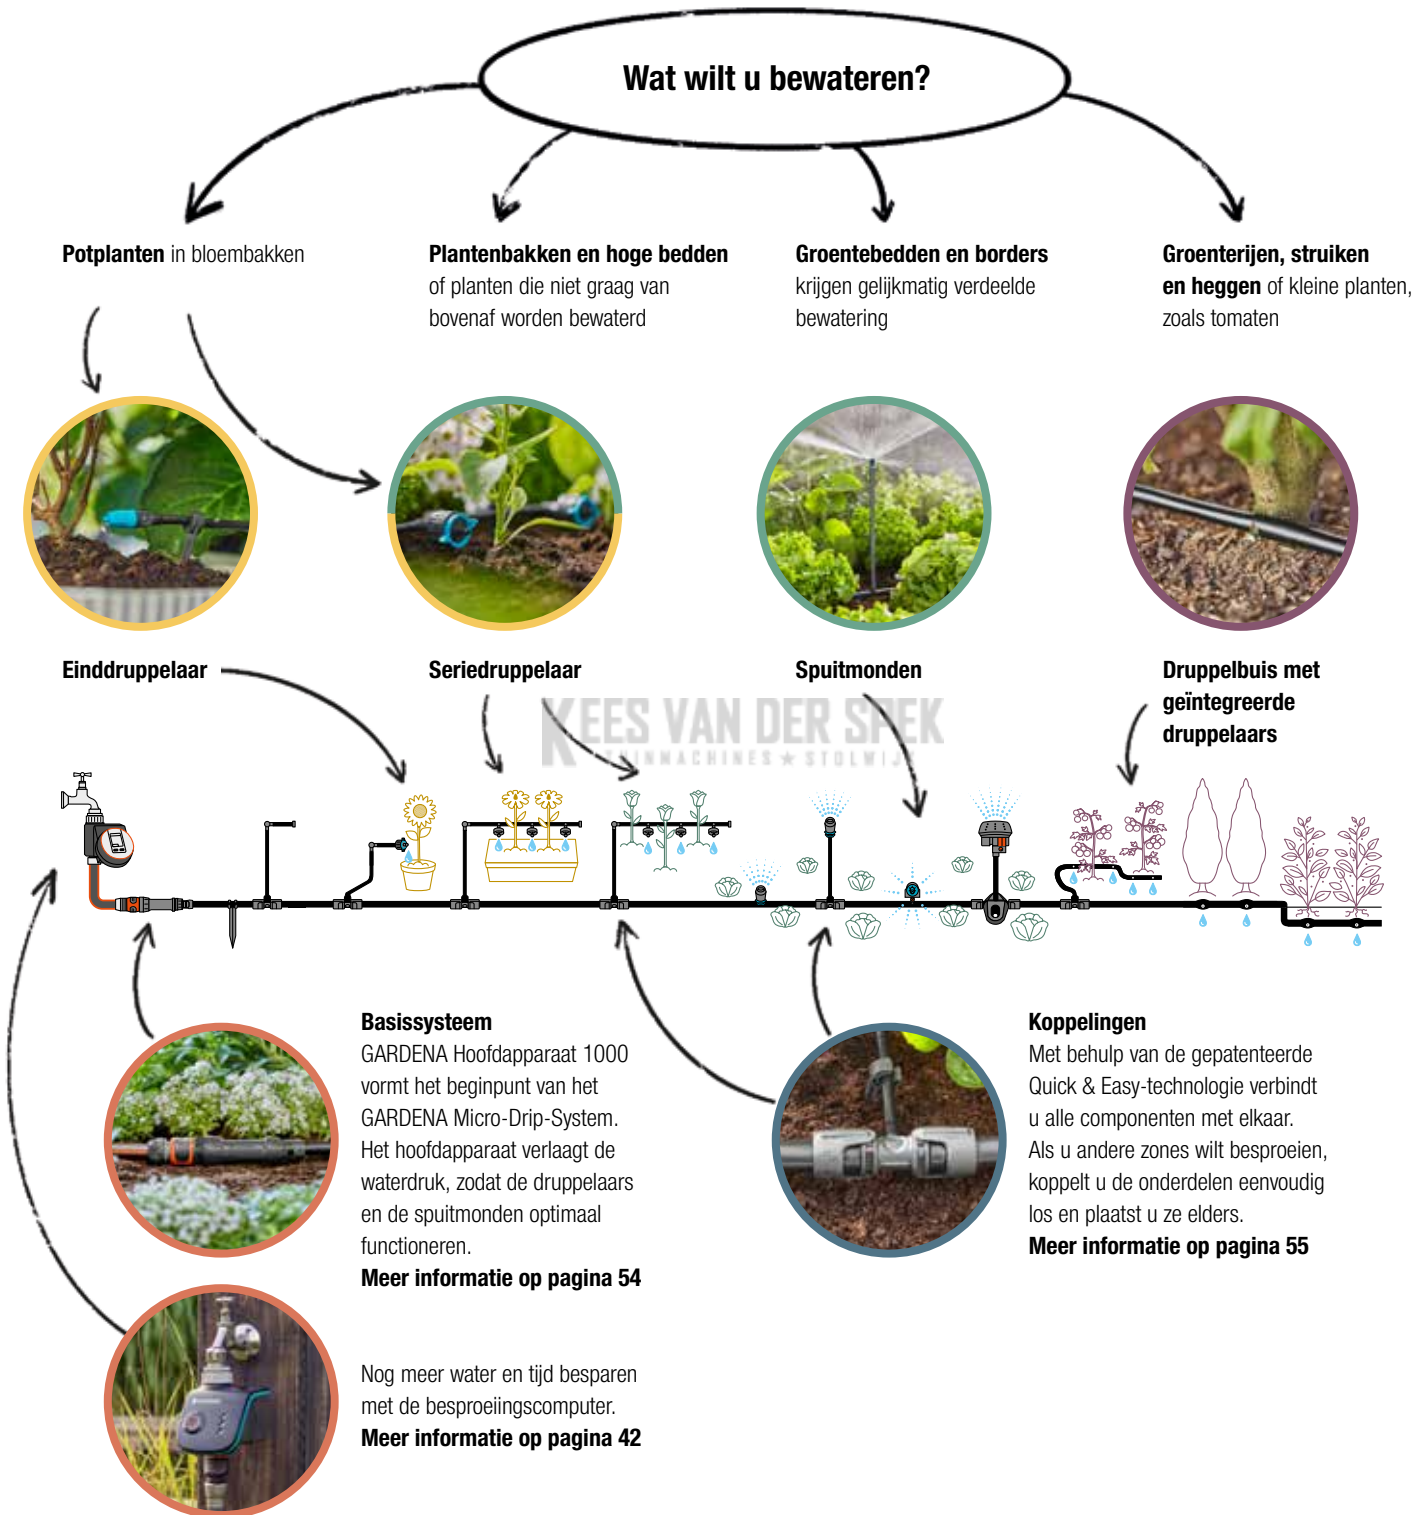 Wat wilt u bewateren?
Potplanten in bloembakken
Plantenbakken en hoge bedden
of planten die niet graag van
bovenaf worden bewaterd
Groentebedden en borders
krijgen gelijkmatig verdeelde
bewatering
Groenterijen, struiken
en heggen of kleine planten,
zoals tomaten
Einddruppelaar
Seriedruppelaar
Spuitmonden
Druppelbuis met
geïntegreerde
druppelaars
KEES VAN DER SPEK
TUINMACHINES ★ STOLWIJK
Basissysteem
GARDENA Hoofdapparaat 1000
vormt het beginpunt van het
GARDENA Micro-Drip-System.
Het hoofdapparaat verlaagt de
waterdruk, zodat de druppelaars
en de spuitmonden optimaal
functioneren.
Meer informatie op pagina 54
Koppelingen
Met behulp van de gepatenteerde
Quick & Easy-technologie verbindt
u alle componenten met elkaar.
Als u andere zones wilt besproeien,
koppelt u de onderdelen eenvoudig
los en plaatst u ze elders.
Meer informatie op pagina 55
Nog meer water en tijd besparen
met de besproeiingscomputer.
Meer informatie op pagina 42